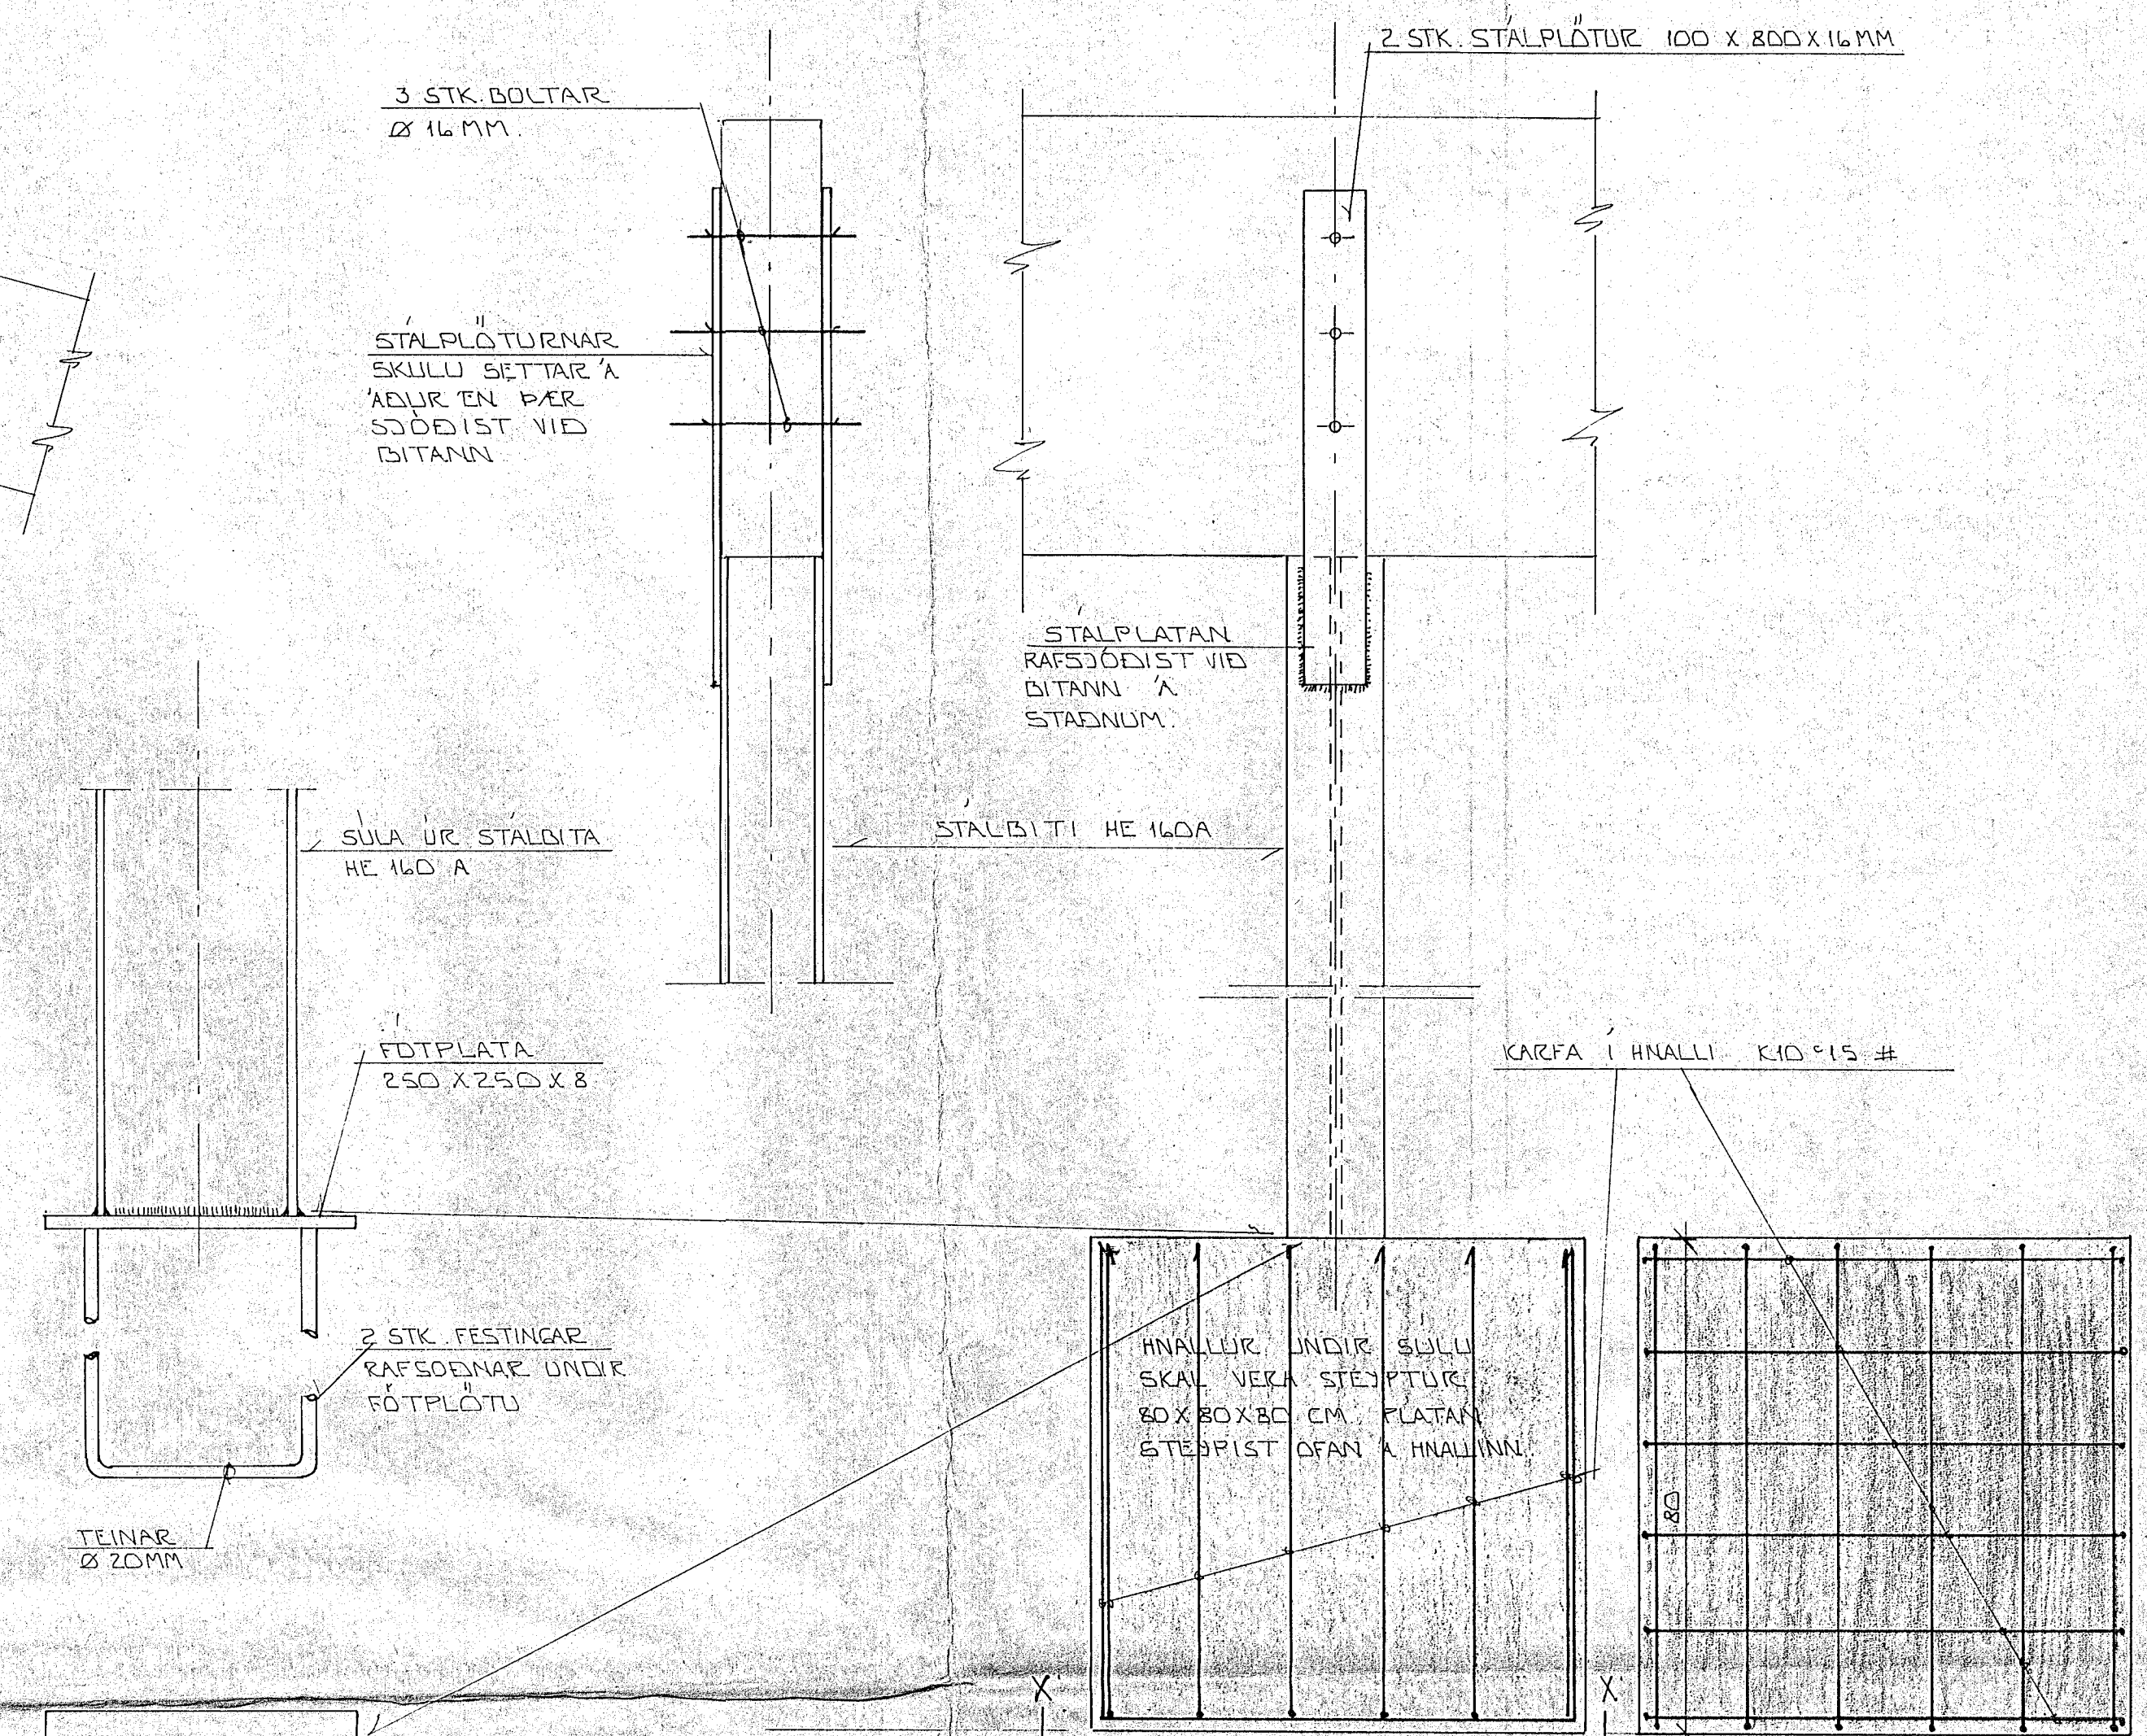 2 STK. STÁLPLÖTUR 100 X 800 X 16 MM
3 STK. BOLTAR
Ø 16 MM.
STÁLPLÖTURNAR
SKULU SETTAR Á
ÁÐUR EN ÞÆR
SJÓÐIST VIÐ
BITANN
STÁLPLATAN
RAFSJÓÐIST VIÐ
BITANN Á
STAÐNUM.
SÚLA ÚR STÁLBITA
HE 160 A
STÁLBITI HE 160A
FÓTPLATA
250 X 250 X 8
KARFA Í HNALLI K10 c15 #
2 STK. FESTINGAR
RAFSOÐNAR UNDIR
FÓTPLÖTU
HNALLUR UNDIR SÚLU
SKAL VERA STEYPTUR
80 X 80 X 80 CM. PLATAN
STEYPIST OFAN Á HNALLINN.
80
TEINAR
Ø 20MM
X
X